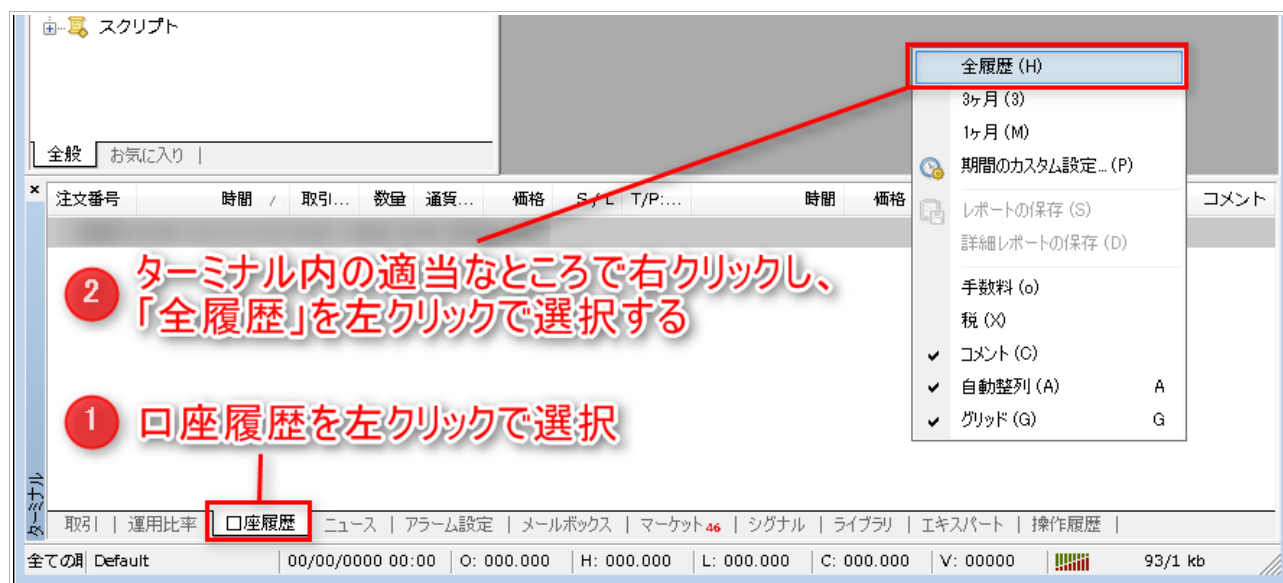 スクリプト
全般 お気に入り |
全履歴 (H)
3ヶ月 (3)
1ヶ月 (M)
期間のカスタム設定... (P)
レポートの保存 (S)
詳細レポートの保存 (D)
手数料 (o)
税 (X)
コメント (C)
自動整列 (A) A
グリッド (G) G
× 注文番号 時間 / 取引... 数量 通貨... 価格 S / L T/P:... 時間 価格 コメント
2 ターミナル内の適当なところで右クリックし、
「全履歴」を左クリックで選択する
1 口座履歴を左クリックで選択
ターミナル
取引 | 運用比率 口座履歴 ニュース | アラーム設定 | メールボックス | マーケット 46 | シグナル | ライブラリ | エキスパート | 操作履歴 |
全ての Default 00/00/0000 00:00 O: 000.000 H: 000.000 L: 000.000 C: 000.000 V: 00000 93/1 kb